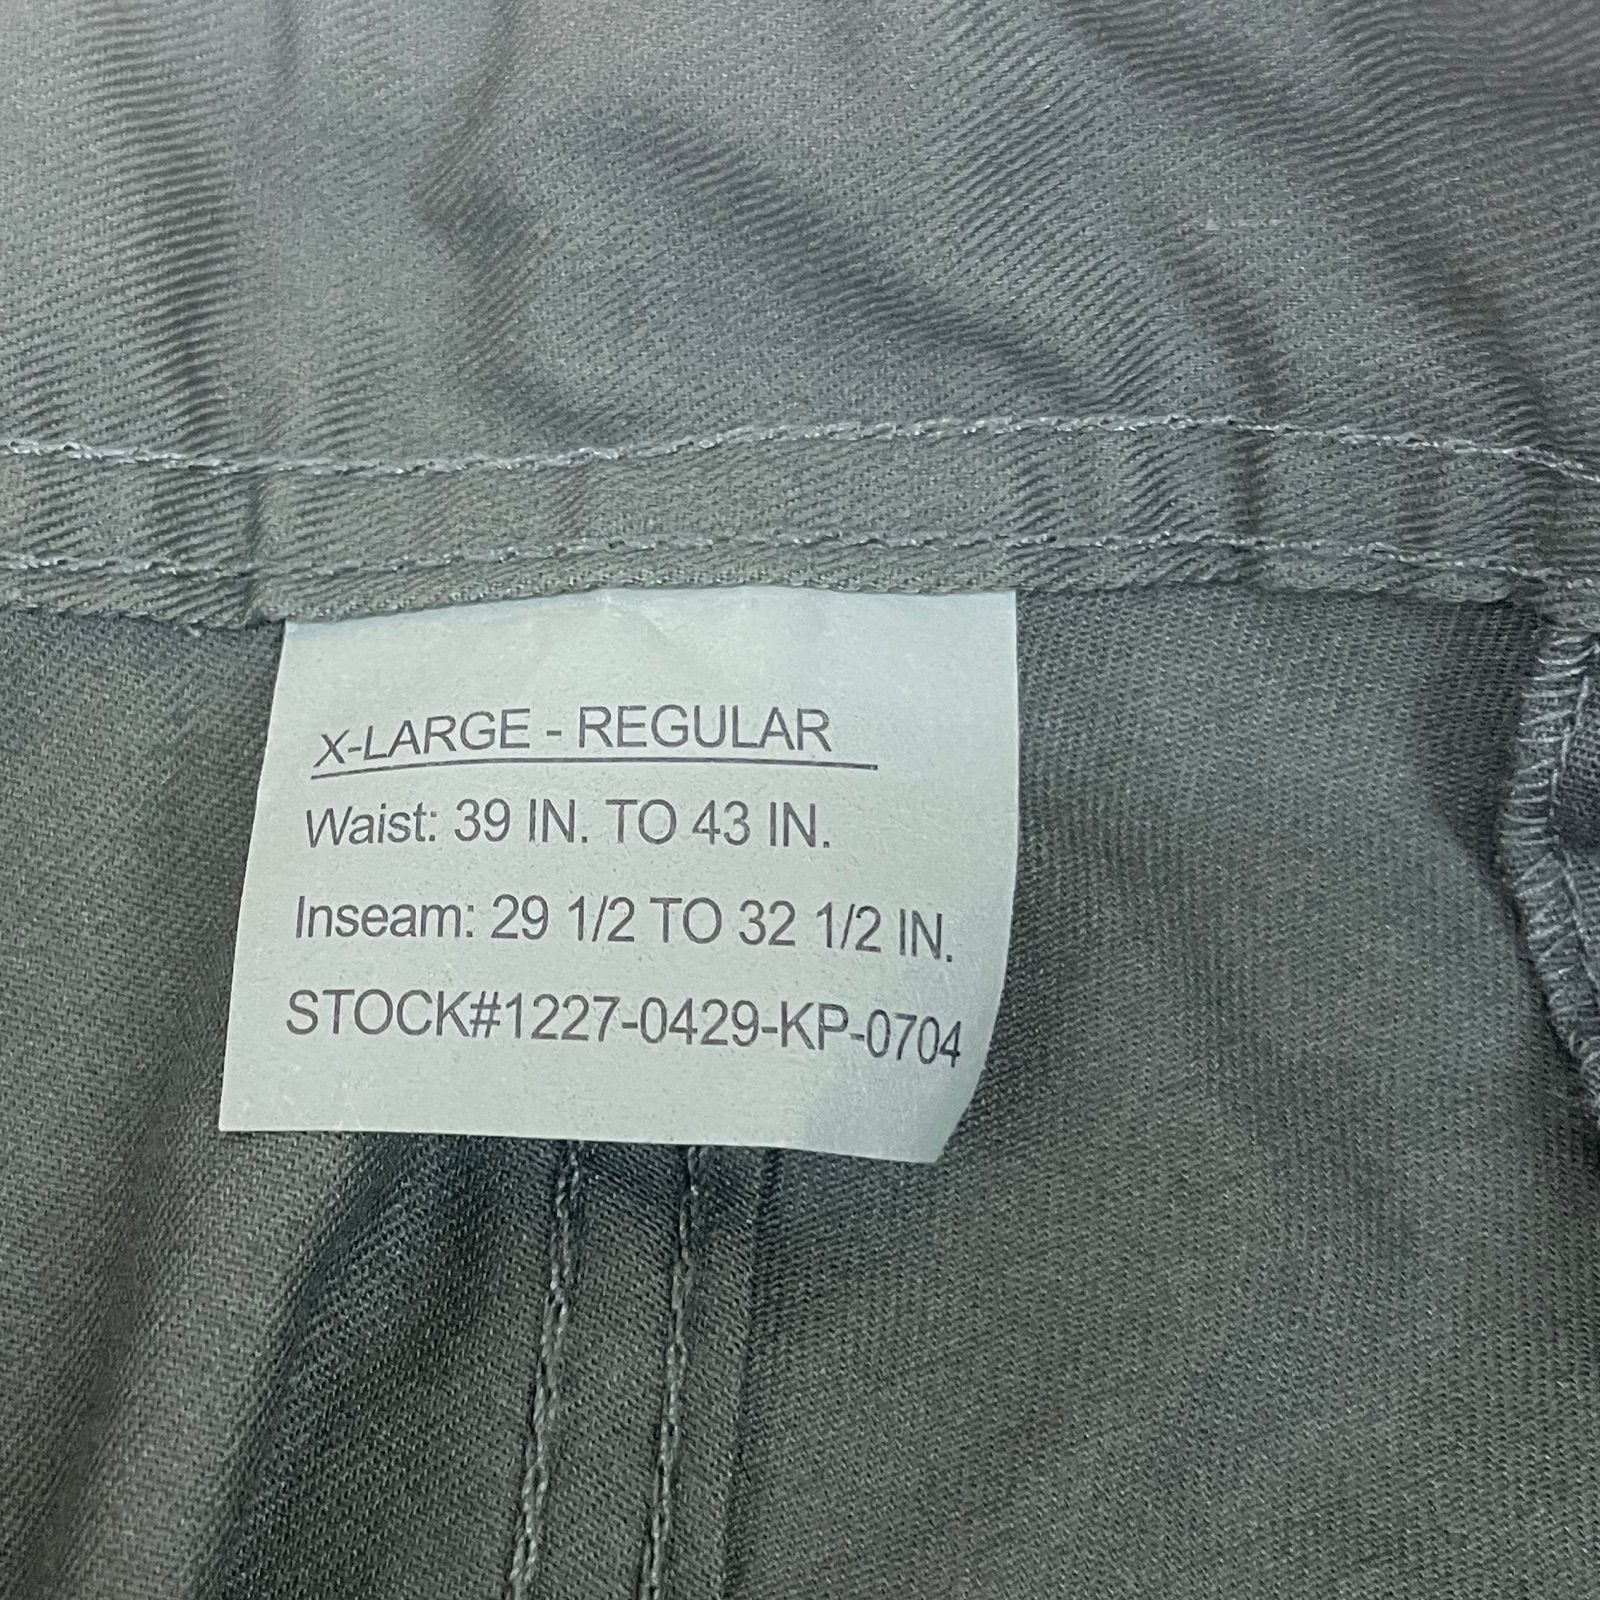 X-LARGE - REGULAR
Waist: 39 IN. TO 43 IN.
Inseam: 29 1/2 TO 32 1/2 IN.
STOCK#1227-0429-KP-0704